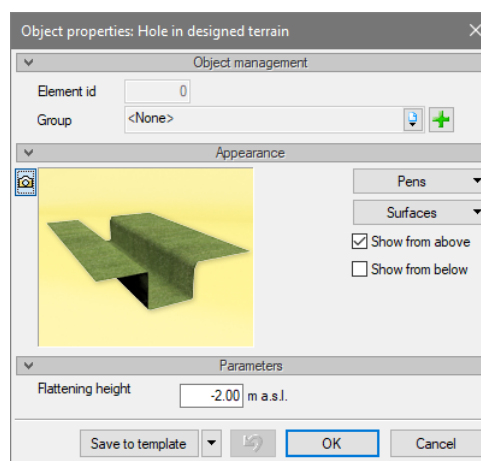 Object properties: Hole in designed terrain
Object management
Element id 0
Group <None>
Appearance
Pens
Surfaces
Show from above
Show from below
Parameters
Flattening height -2.00 m a.s.l.
Save to template OK Cancel